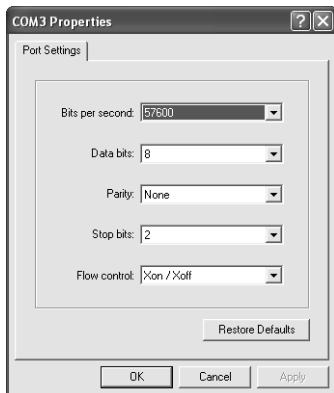 COM3 Properties
Port Settings
Bits per second: 57600
Data bits: 8
Parity: None
Stop bits: 2
Flow control: Xon / Xoff
Restore Defaults
OK Cancel Apply